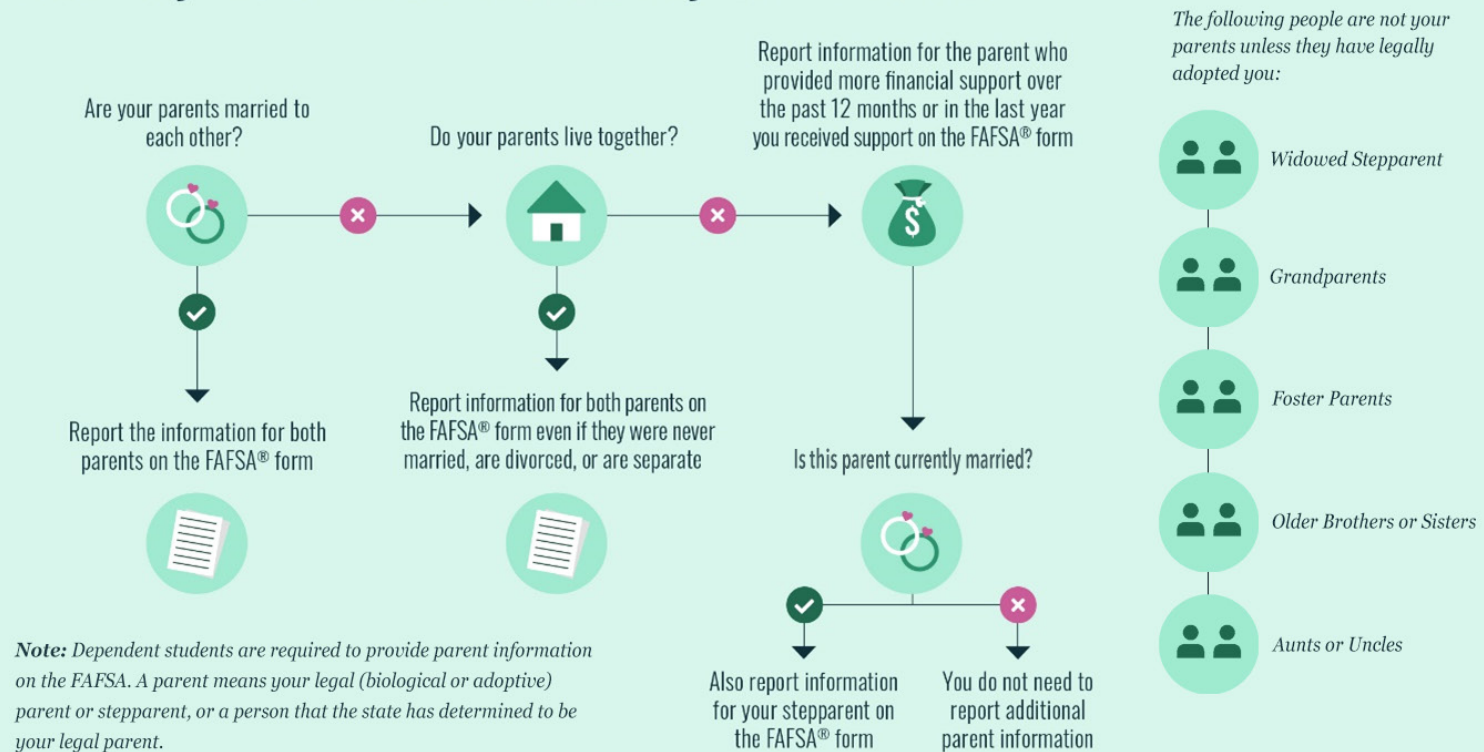 Are your parents married to
each other?
Do your parents live together?
Report information for the parent who
provided more financial support over
the past 12 months or in the last year
you received support on the FAFSA® form
Report the information for both
parents on the FAFSA® form
Report information for both parents on
the FAFSA® form even if they were never
married, are divorced, or are separate
Is this parent currently married?
$
Also report information
for your stepparent on
the FAFSA® form
You do not need to
report additional
parent information
Note: Dependent students are required to provide parent information
on the FAFSA. A parent means your legal (biological or adoptive)
parent or stepparent, or a person that the state has determined to be
your legal parent.
The following people are not your
parents unless they have legally
adopted you:
Widowed Stepparent
Grandparents
Foster Parents
Older Brothers or Sisters
Aunts or Uncles